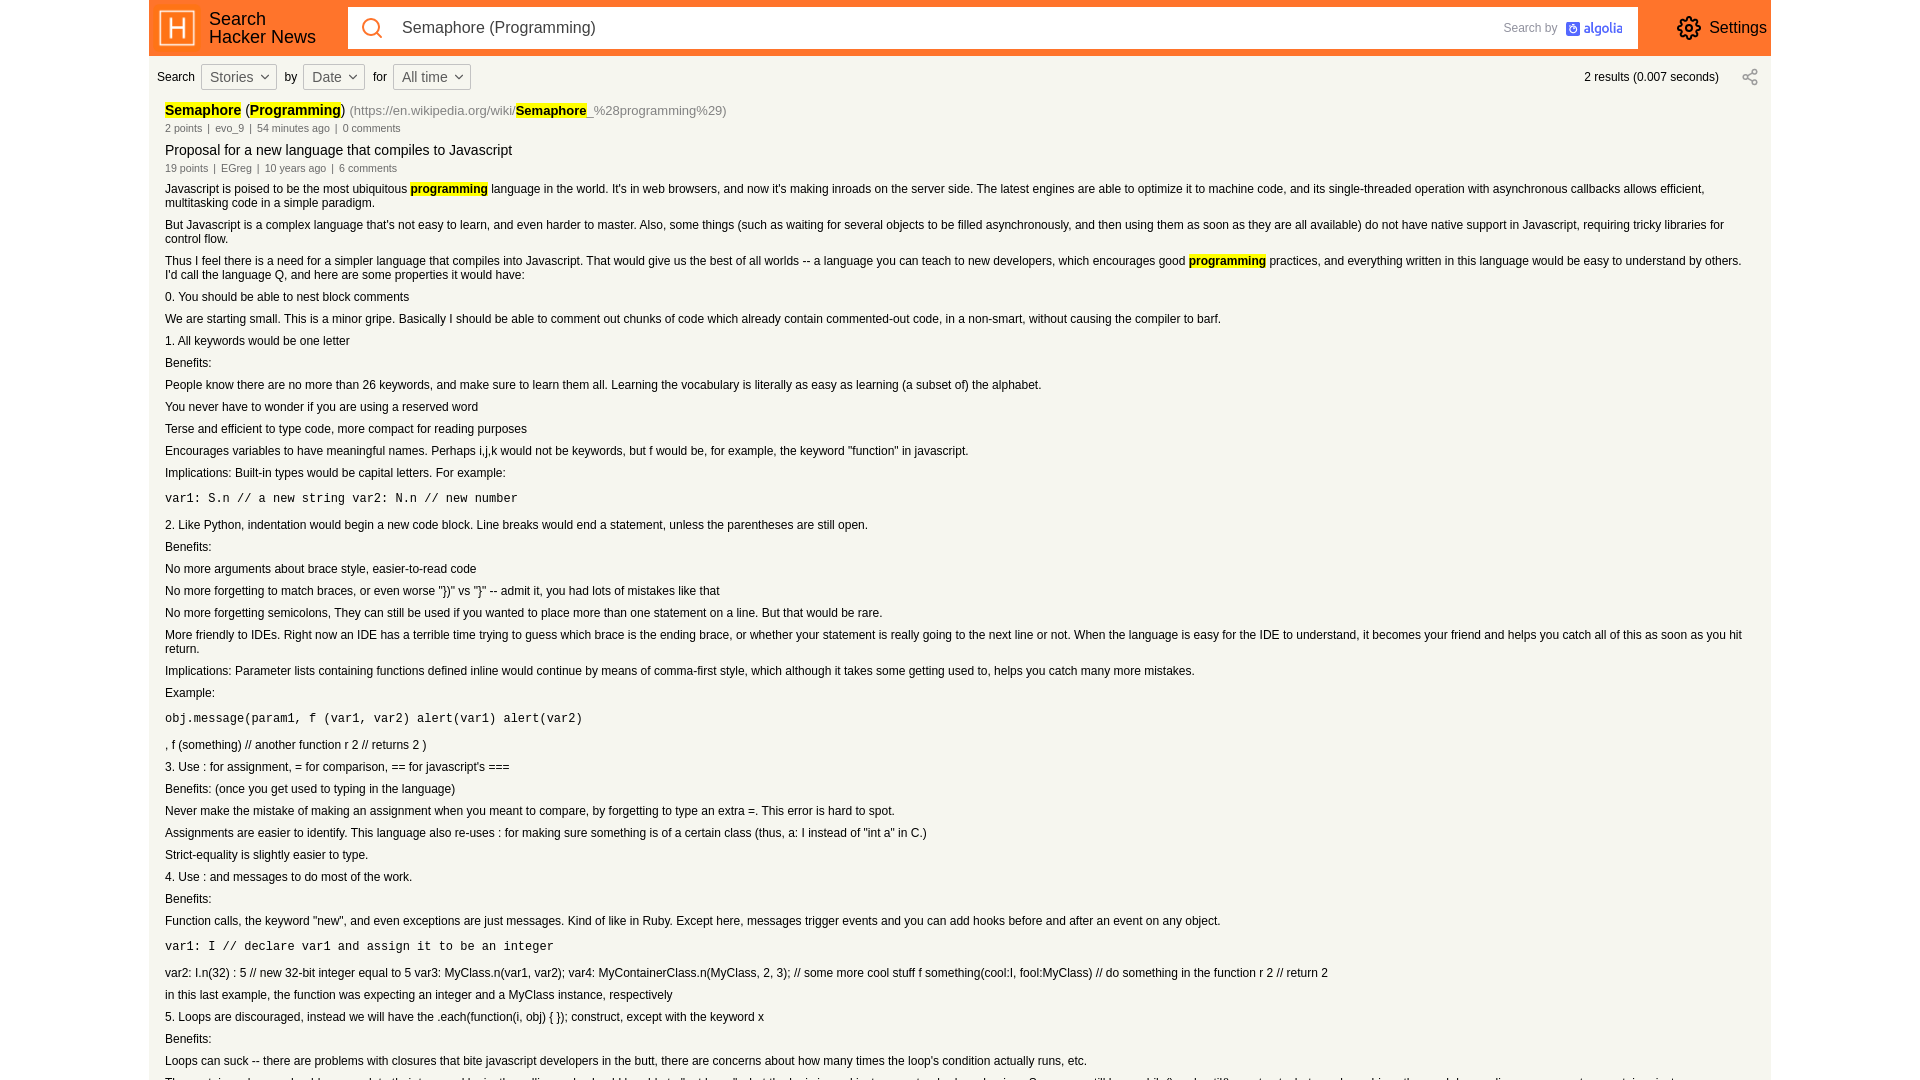 Search
Hacker News
Semaphore (Programming)
Search by algolia
Settings
Search Stories by Date for All time
2 results (0.007 seconds)
Semaphore (Programming) (https://en.wikipedia.org/wiki/Semaphore_%28programming%29)
2 points | evo_9 | 54 minutes ago | 0 comments
Proposal for a new language that compiles to Javascript
19 points | EGreg | 10 years ago | 6 comments
Javascript is poised to be the most ubiquitous programming language in the world. It's in web browsers, and now it's making inroads on the server side. The latest engines are able to optimize it to machine code, and its single-threaded operation with asynchronous callbacks allows efficient,
multitasking code in a simple paradigm.
But Javascript is a complex language that's not easy to learn, and even harder to master. Also, some things (such as waiting for several objects to be filled asynchronously, and then using them as soon as they are all available) do not have native support in Javascript, requiring tricky libraries for
control flow.
Thus I feel there is a need for a simpler language that compiles into Javascript. That would give us the best of all worlds -- a language you can teach to new developers, which encourages good programming practices, and everything written in this language would be easy to understand by others.
I'd call the language Q, and here are some properties it would have:
0. You should be able to nest block comments
We are starting small. This is a minor gripe. Basically I should be able to comment out chunks of code which already contain commented-out code, in a non-smart, without causing the compiler to barf.
1. All keywords would be one letter
Benefits:
People know there are no more than 26 keywords, and make sure to learn them all. Learning the vocabulary is literally as easy as learning (a subset of) the alphabet.
You never have to wonder if you are using a reserved word
Terse and efficient to type code, more compact for reading purposes
Encourages variables to have meaningful names. Perhaps i,j,k would not be keywords, but f would be, for example, the keyword "function" in javascript.
Implications: Built-in types would be capital letters. For example:
var1: S.n // a new string var2: N.n // new number
2. Like Python, indentation would begin a new code block. Line breaks would end a statement, unless the parentheses are still open.
Benefits:
No more arguments about brace style, easier-to-read code
No more forgetting to match braces, or even worse "})" vs "}" -- admit it, you had lots of mistakes like that
No more forgetting semicolons, They can still be used if you wanted to place more than one statement on a line. But that would be rare.
More friendly to IDEs. Right now an IDE has a terrible time trying to guess which brace is the ending brace, or whether your statement is really going to the next line or not. When the language is easy for the IDE to understand, it becomes your friend and helps you catch all of this as soon as you hit
return.
Implications: Parameter lists containing functions defined inline would continue by means of comma-first style, which although it takes some getting used to, helps you catch many more mistakes.
Example:
obj.message(param1, f (var1, var2) alert(var1) alert(var2)
, f (something) // another function r 2 // returns 2 )
3. Use : for assignment, = for comparison, == for javascript's ===
Benefits: (once you get used to typing in the language)
Never make the mistake of making an assignment when you meant to compare, by forgetting to type an extra =. This error is hard to spot.
Assignments are easier to identify. This language also re-uses : for making sure something is of a certain class (thus, a: I instead of "int a" in C.)
Strict-equality is slightly easier to type.
4. Use : and messages to do most of the work.
Benefits:
Function calls, the keyword "new", and even exceptions are just messages. Kind of like in Ruby. Except here, messages trigger events and you can add hooks before and after an event on any object.
var1: I // declare var1 and assign it to be an integer
var2: I.n(32) : 5 // new 32-bit integer equal to 5 var3: MyClass.n(var1, var2); var4: MyContainerClass.n(MyClass, 2, 3); // some more cool stuff f something(cool:I, fool:MyClass) // do something in the function r 2 // return 2
in this last example, the function was expecting an integer and a MyClass instance, respectively
5. Loops are discouraged, instead we will have the .each(function(i, obj) { }); construct, except with the keyword x
Benefits:
Loops can suck -- there are problems with closures that bite javascript developers in the butt, there are concerns about how many times the loop's condition actually runs, etc.